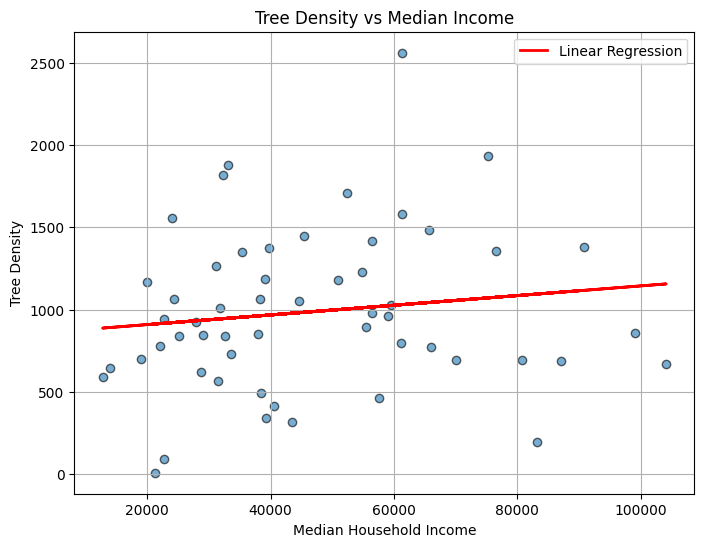 Tree Density vs Median Income
Linear Regression
2500
2000
1500
1000
500
0
Tree Density
20000
40000
60000
80000
100000
Median Household Income